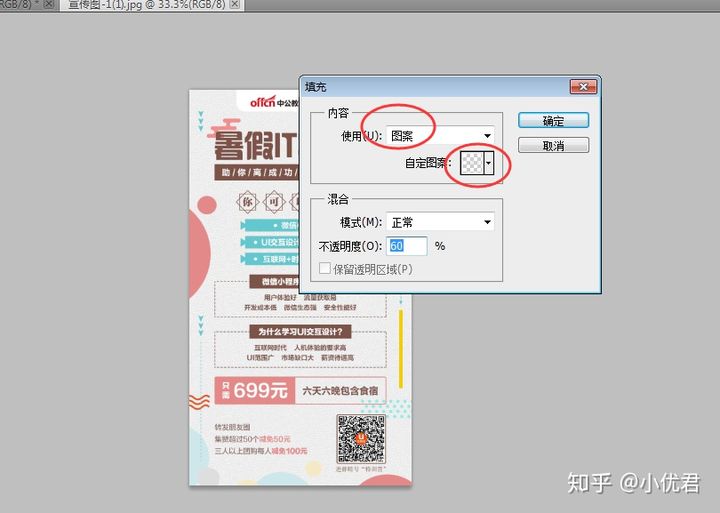 RGB/8) * 宣传图-1(1).jpg @ 33.3%(RGB/8)
offcn 中公教
暑假IT
助/你/离/成/功/
你 可
• 微信
• UI交互设计
• 互联网+时
微信小程序
用户体验好 流量获取易
开发成本低 微信生态强 安全性能好
为什么学习UI交互设计?
互联网时代 人机体验的要求高
UI范围广 市场缺口大 薪资待遇高
只需 699元 六天六晚包含食宿
转发朋友圈
集赞超过50个减免50元
三人以上团购每人减免100元
进群暗号“特训营”
填充
内容
使用(U): 图案
自定图案:
混合
模式(M): 正常
不透明度(O): 60 %
保留透明区域(P)
确定
取消
知乎 @小优君